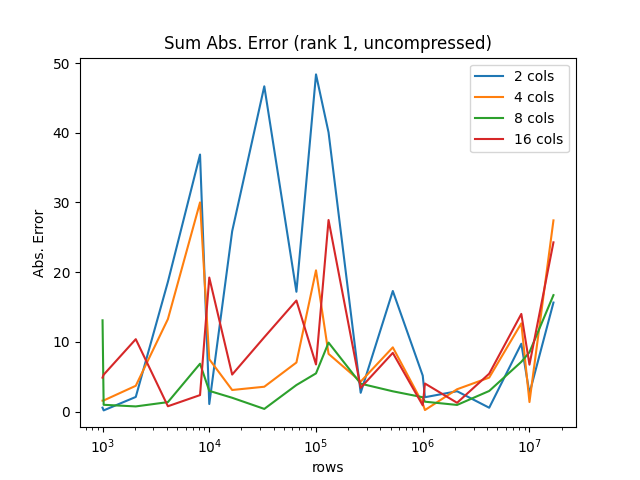 Sum Abs. Error (rank 1, uncompressed)
2 cols
4 cols
8 cols
16 cols
Abs. Error
50
40
30
20
10
0
10³
10⁴
10⁵
10⁶
10⁷
rows